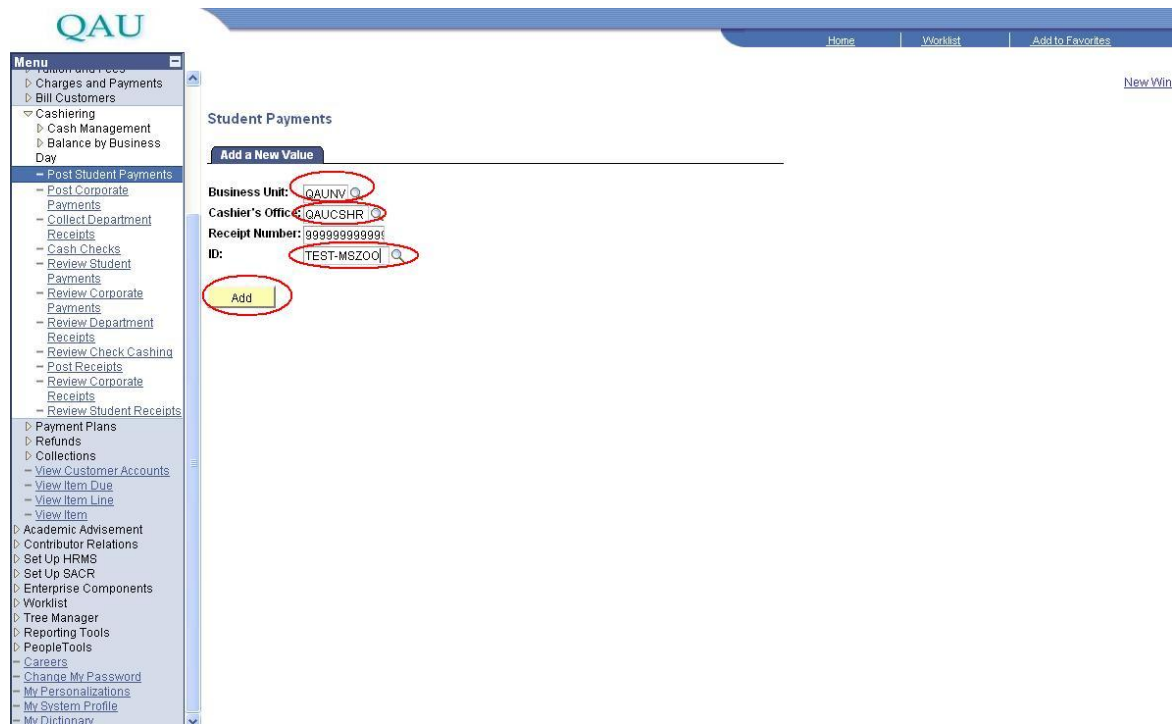 QAU
Home
Worklist
Add to Favorites
New Win
Menu
Tuition and Fees
Charges and Payments
Bill Customers
Cashiering
Cash Management
Balance by Business
Day
Post Student Payments
Post Corporate
Payments
Collect Department
Receipts
Cash Checks
Review Student
Payments
Review Corporate
Payments
Review Department
Receipts
Review Check Cashing
Post Receipts
Review Corporate
Receipts
Review Student Receipts
Payment Plans
Refunds
Collections
View Customer Accounts
View Item Due
View Item Line
View Item
Academic Advisement
Contributor Relations
Set Up HRMS
Set Up SACR
Enterprise Components
Worklist
Tree Manager
Reporting Tools
PeopleTools
Careers
Change My Password
My Personalizations
My System Profile
My Dictionary
Student Payments
Add a New Value
Business Unit: QAUNV
Cashier's Office: QAUCSHR
Receipt Number: 999999999999
ID: TEST-MSZOO
Add